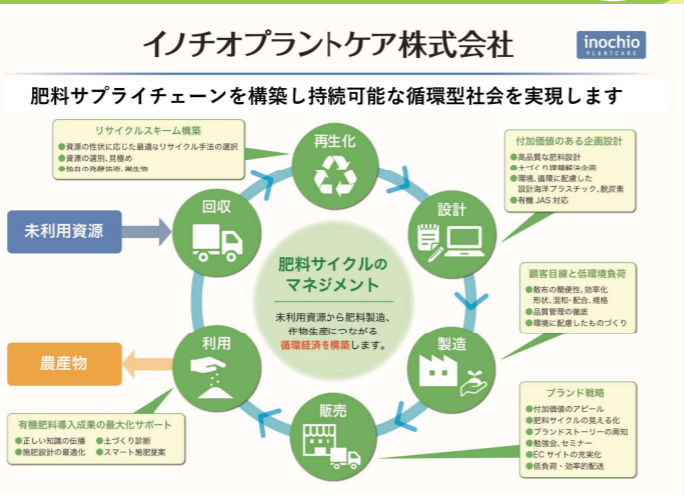 イノチオプラントケア株式会社
inochio
PLANTCARE
肥料サプライチェーンを構築し持続可能な循環型社会を実現します
リサイクルスキーム構築
●資源の性状に応じた最適なリサイクル手法の選択
●資源の選別、見極め
●独自の発酵技術、微生物
再生化
付加価値のある企画設計
●高品質な肥料設計
●土づくり課題解決企画
●環境、循環に配慮した
設計海洋プラスチック、脱炭素
●有機JAS対応
回収
設計
未利用資源
肥料サイクルの
マネジメント
未利用資源から肥料製造、
作物生産につながる
循環経済を構築します。
顧客目線と低環境負荷
●散布の簡便性、効率化
形状、混和・配合、規格
●品質管理の徹底
●環境に配慮したものづくり
農産物
利用
製造
販売
ブランド戦略
●付加価値のアピール
●肥料サイクルの見える化
●ブランドストーリーの周知
●勉強会、セミナー
●ECサイトの充実化
●低負荷・効率的配送
有機肥料導入成果の最大化サポート
●正しい知識の伝播 ●土づくり診断
●施肥設計の最適化 ●スマート施肥提案